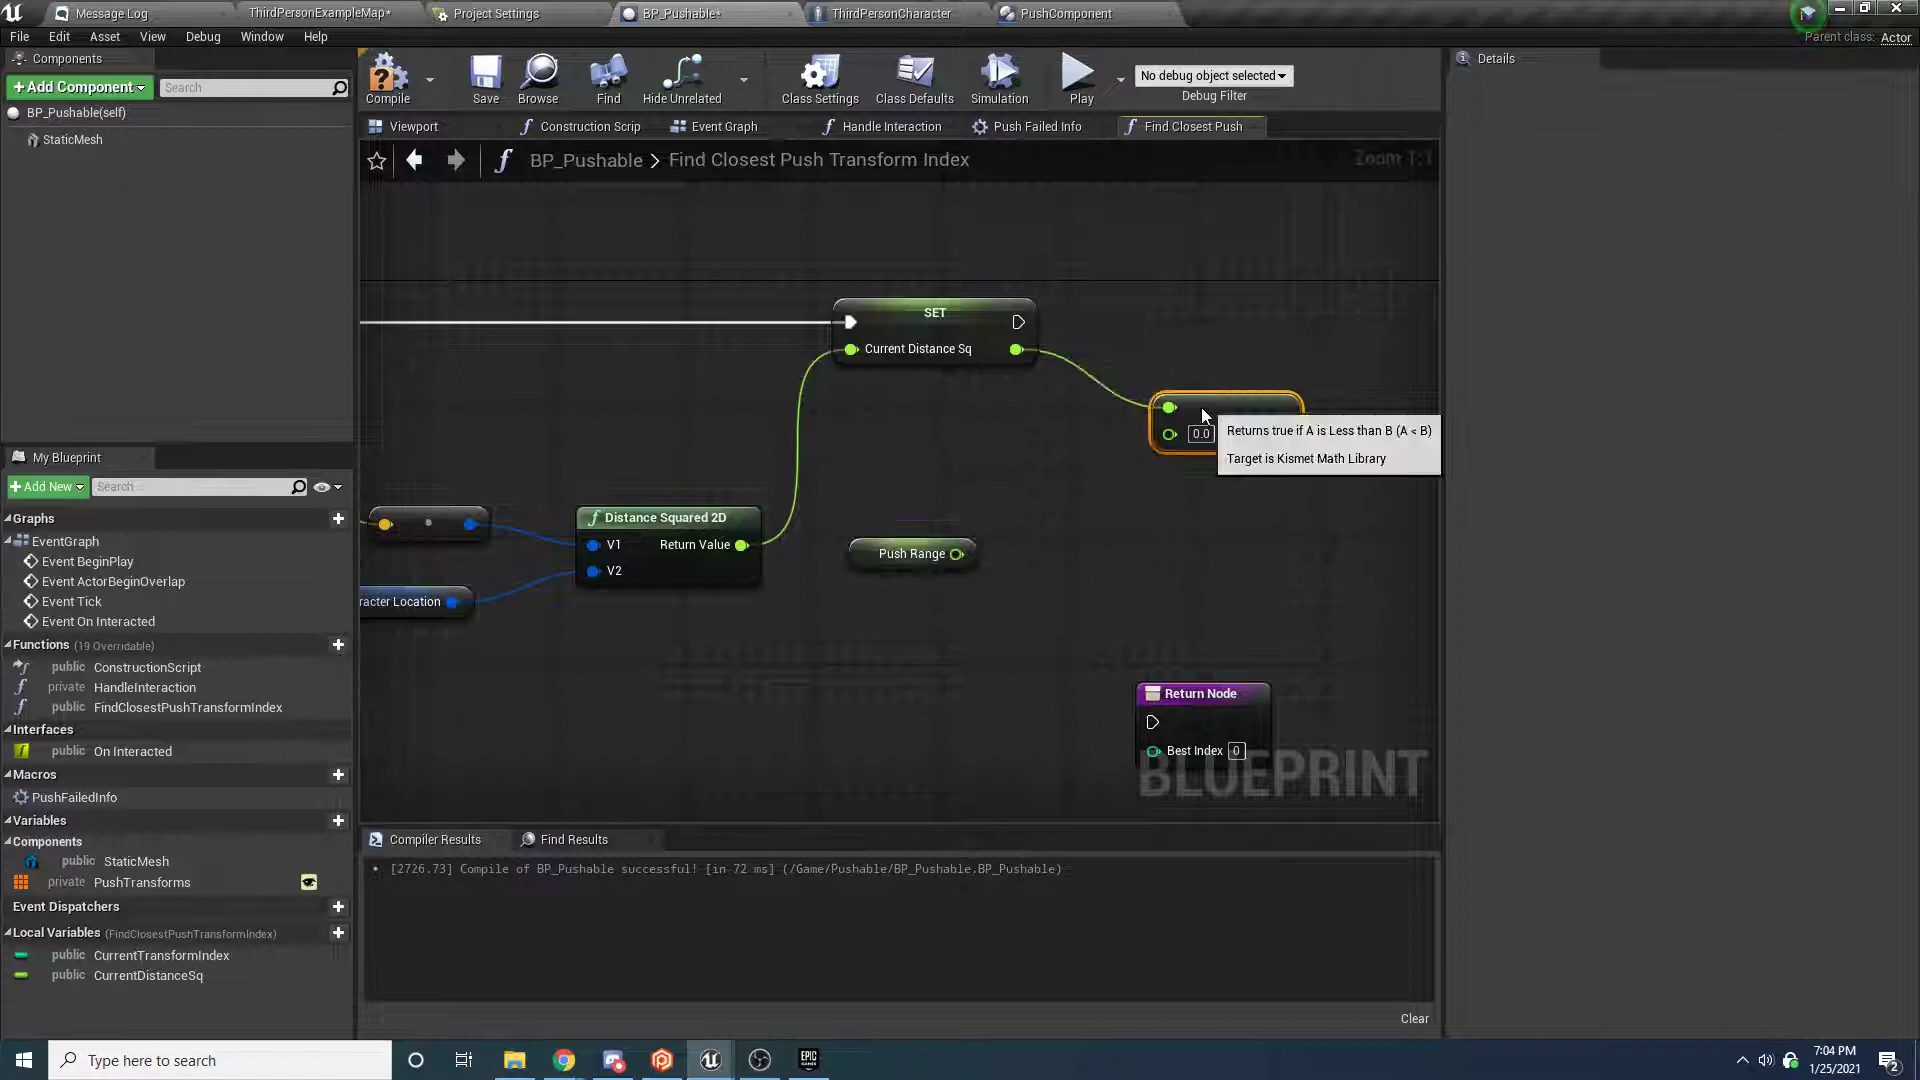 Message Log
ThirdPersonExampleMap*
Project Settings
BP_Pushable*
ThirdPersonCharacter
PushComponent
File Edit Asset View Debug Window Help
Parent class: Actor
Components
+Add Component
Search
BP_Pushable(self)
StaticMesh
Compile
Save
Browse
Find
Hide Unrelated
Class Settings
Class Defaults
Simulation
Play
No debug object selected
Debug Filter
Details
Viewport
Construction Scrip
Event Graph
Handle Interaction
Push Failed Info
Find Closest Push
BP_Pushable > Find Closest Push Transform Index
Zoom 1:1
SET
Current Distance Sq
0.0
Returns true if A is Less than B (A < B)
Target is Kismet Math Library
Distance Squared 2D
V1 Return Value
V2
Push Range
racter Location
Return Node
Best Index 0
BLUEPRINT
My Blueprint
+Add New
Search
Graphs
EventGraph
Event BeginPlay
Event ActorBeginOverlap
Event Tick
Event On Interacted
Functions (19 Overridable)
public ConstructionScript
private HandleInteraction
public FindClosestPushTransformIndex
Interfaces
public On Interacted
Macros
PushFailedInfo
Variables
Components
public StaticMesh
private PushTransforms
Event Dispatchers
Local Variables (FindClosestPushTransformIndex)
public CurrentTransformIndex
public CurrentDistanceSq
Compiler Results
Find Results
[2726.73] Compile of BP_Pushable successful! [in 72 ms] (/Game/Pushable/BP_Pushable.BP_Pushable)
Clear
Type here to search
EPIC
GAMES
7:04 PM
1/25/2021
2